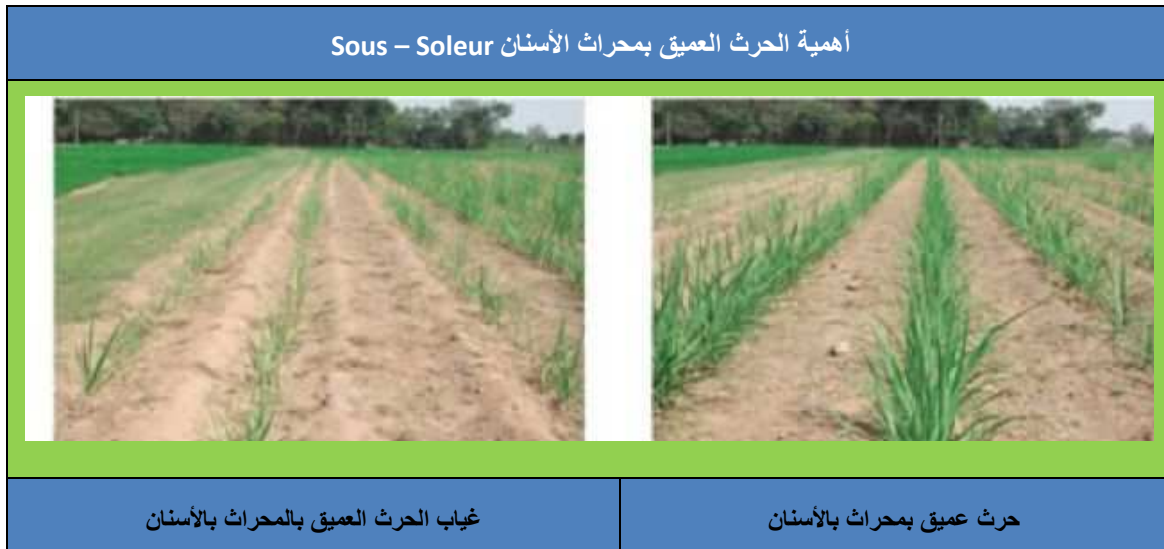 أهمية الحرث العميق بمحراث الأسنان Sous – Soleur
حرث عميق بمحراث بالأسنان
غياب الحرث العميق بالمحراث بالأسنان